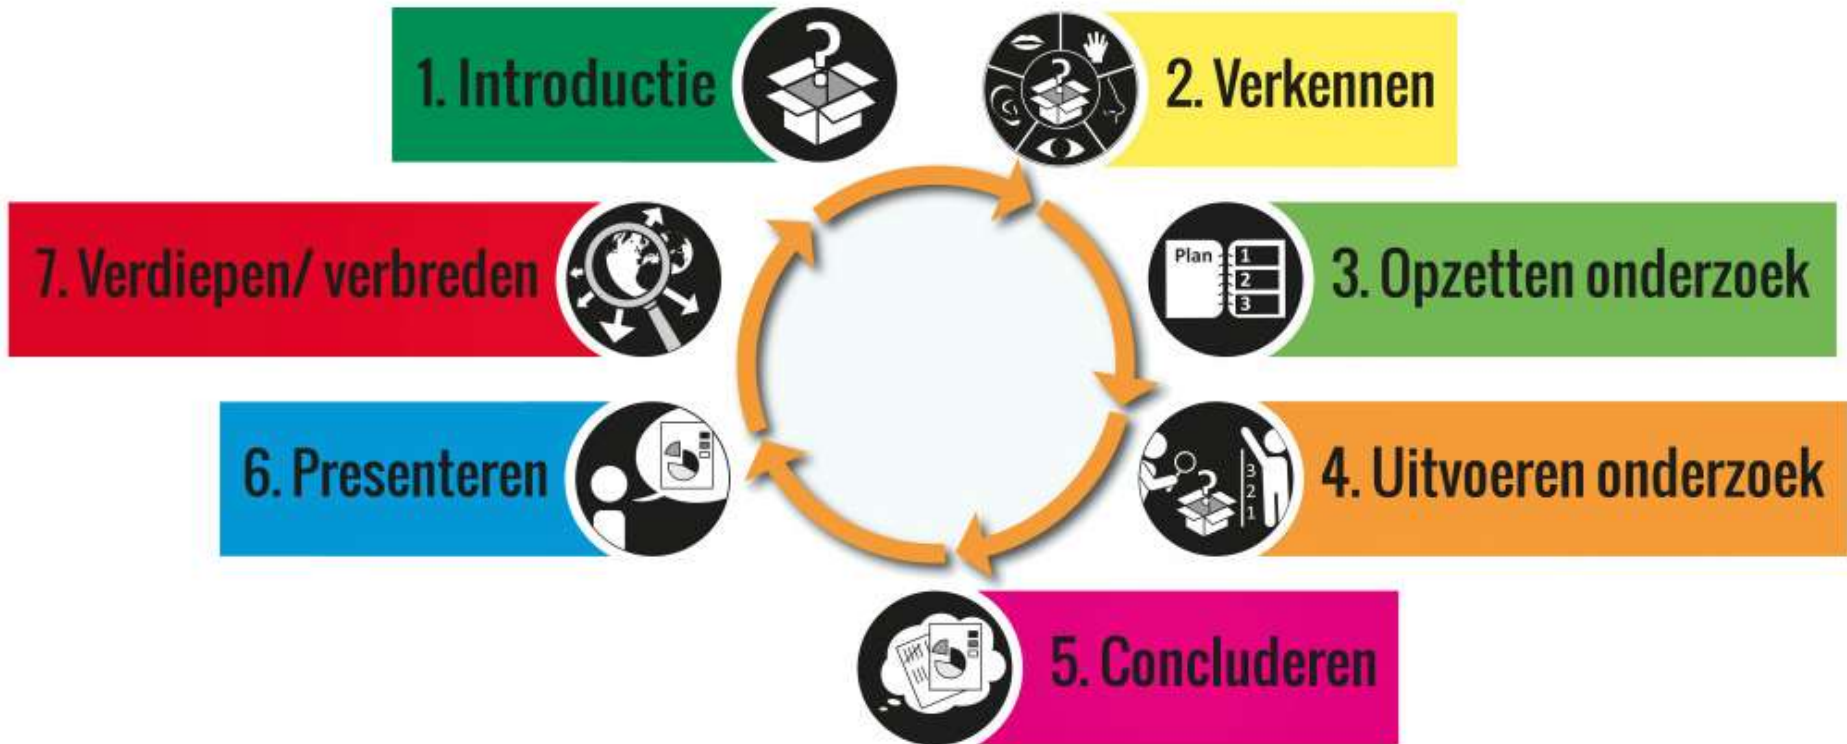 1. Introductie
2. Verkennen
3. Opzetten onderzoek
Plan
1
2
3
4. Uitvoeren onderzoek
3
2
1
5. Concluderen
6. Presenteren
7. Verdiepen/ verbreden